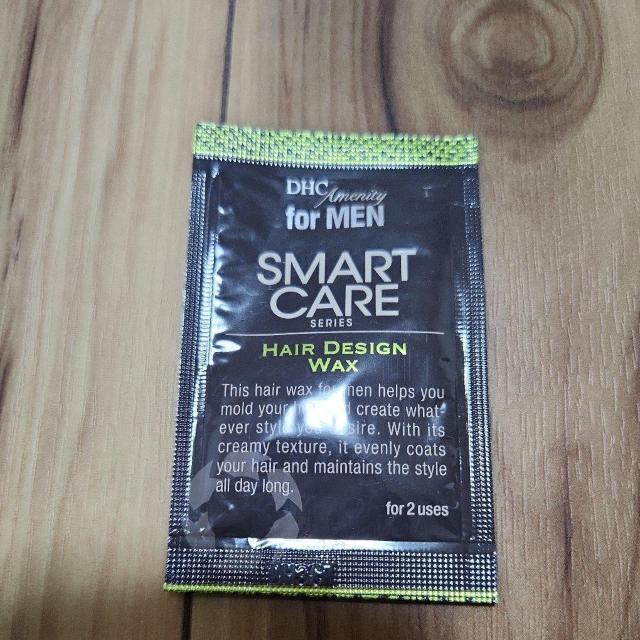 DHC Amenity
for MEN
SMART
CARE
SERIES
HAIR DESIGN
WAX
This hair wax for men helps you
mold your create what-
ever style you desire. With its
creamy texture, it evenly coats
your hair and maintains the style
all day long.
for 2 uses